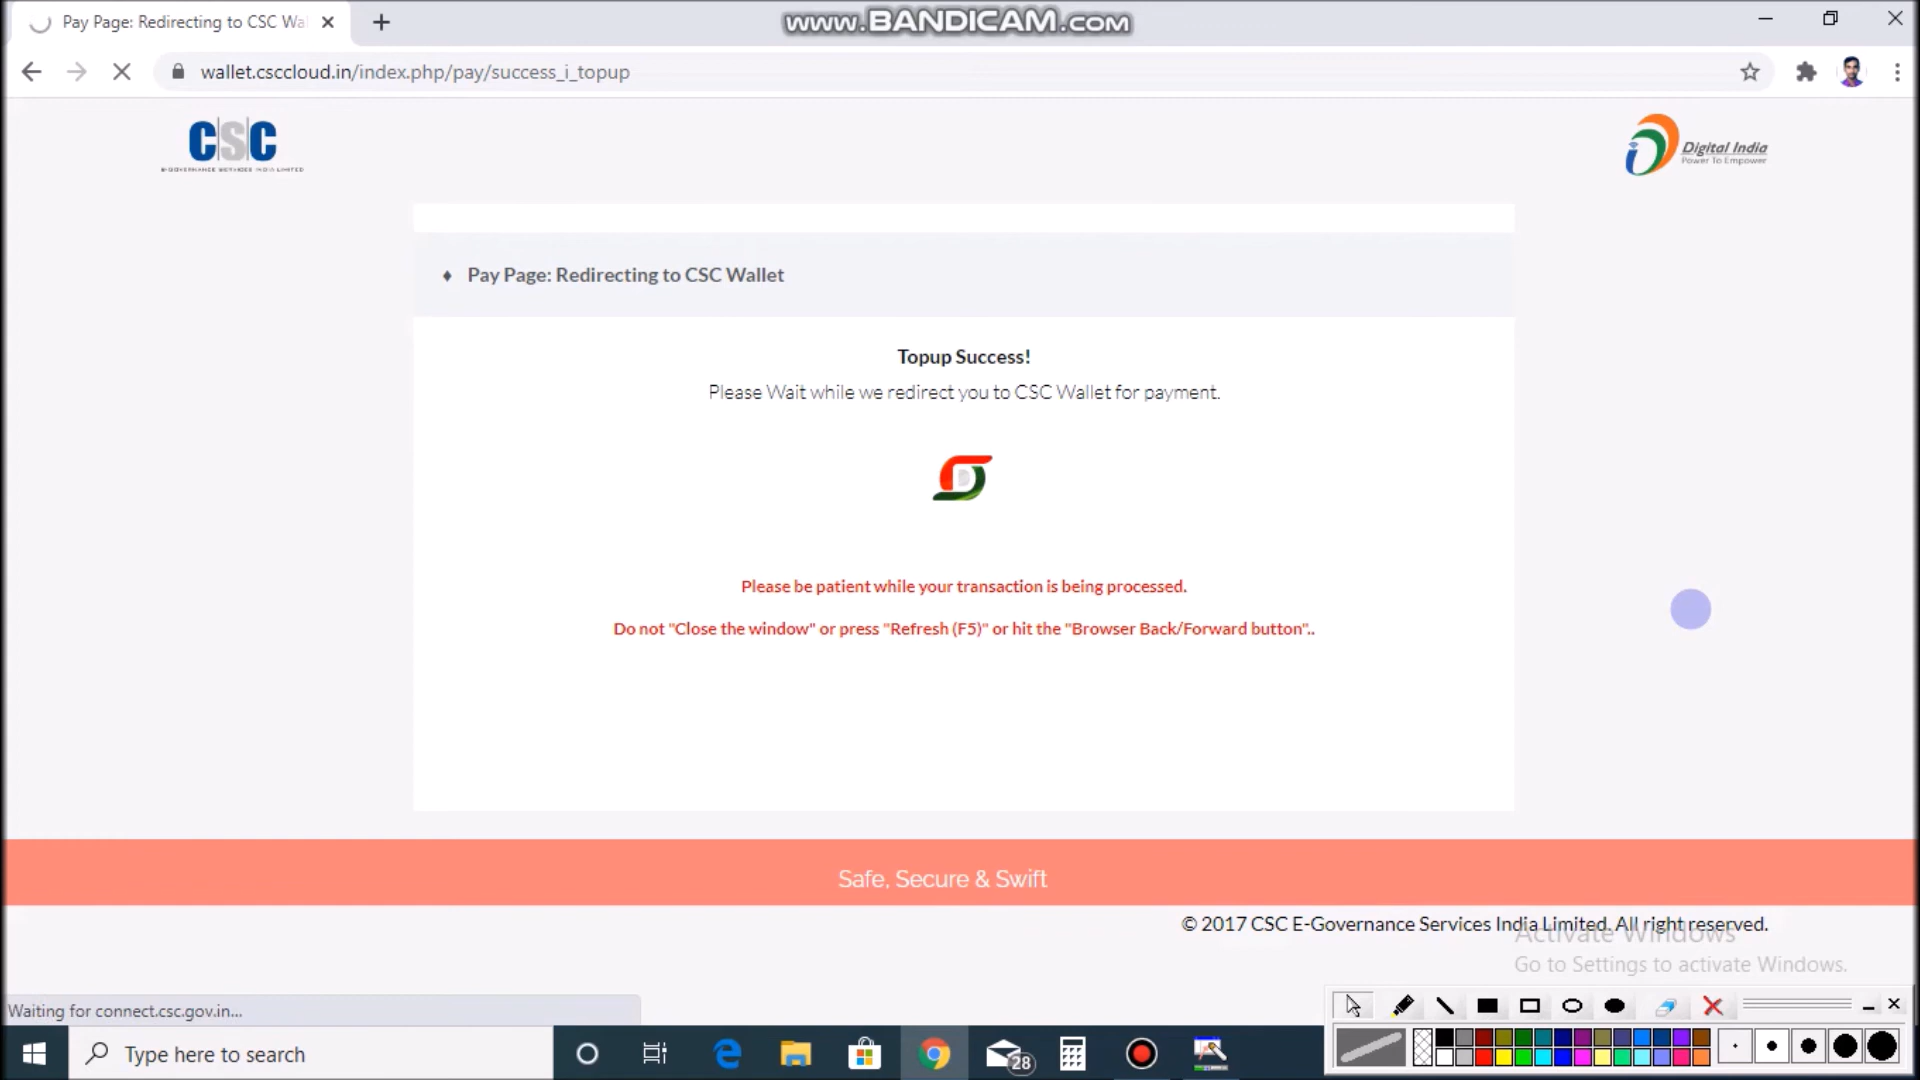 Pay Page: Redirecting to CSC Wa
www.BANDICAM.com
wallet.csccloud.in/index.php/pay/success_i_topup
CSC
E-GOVERNANCE SERVICES INDIA LIMITED
Digital India
Power To Empower
Pay Page: Redirecting to CSC Wallet
Topup Success!
Please Wait while we redirect you to CSC Wallet for payment.
D
Please be patient while your transaction is being processed.
Do not "Close the window" or press "Refresh (F5)" or hit the "Browser Back/Forward button"..
Safe, Secure & Swift
© 2017 CSC E-Governance Services India Limited. All right reserved.
Activate Windows
Go to Settings to activate Windows.
Waiting for connect.csc.gov.in...
Type here to search
28